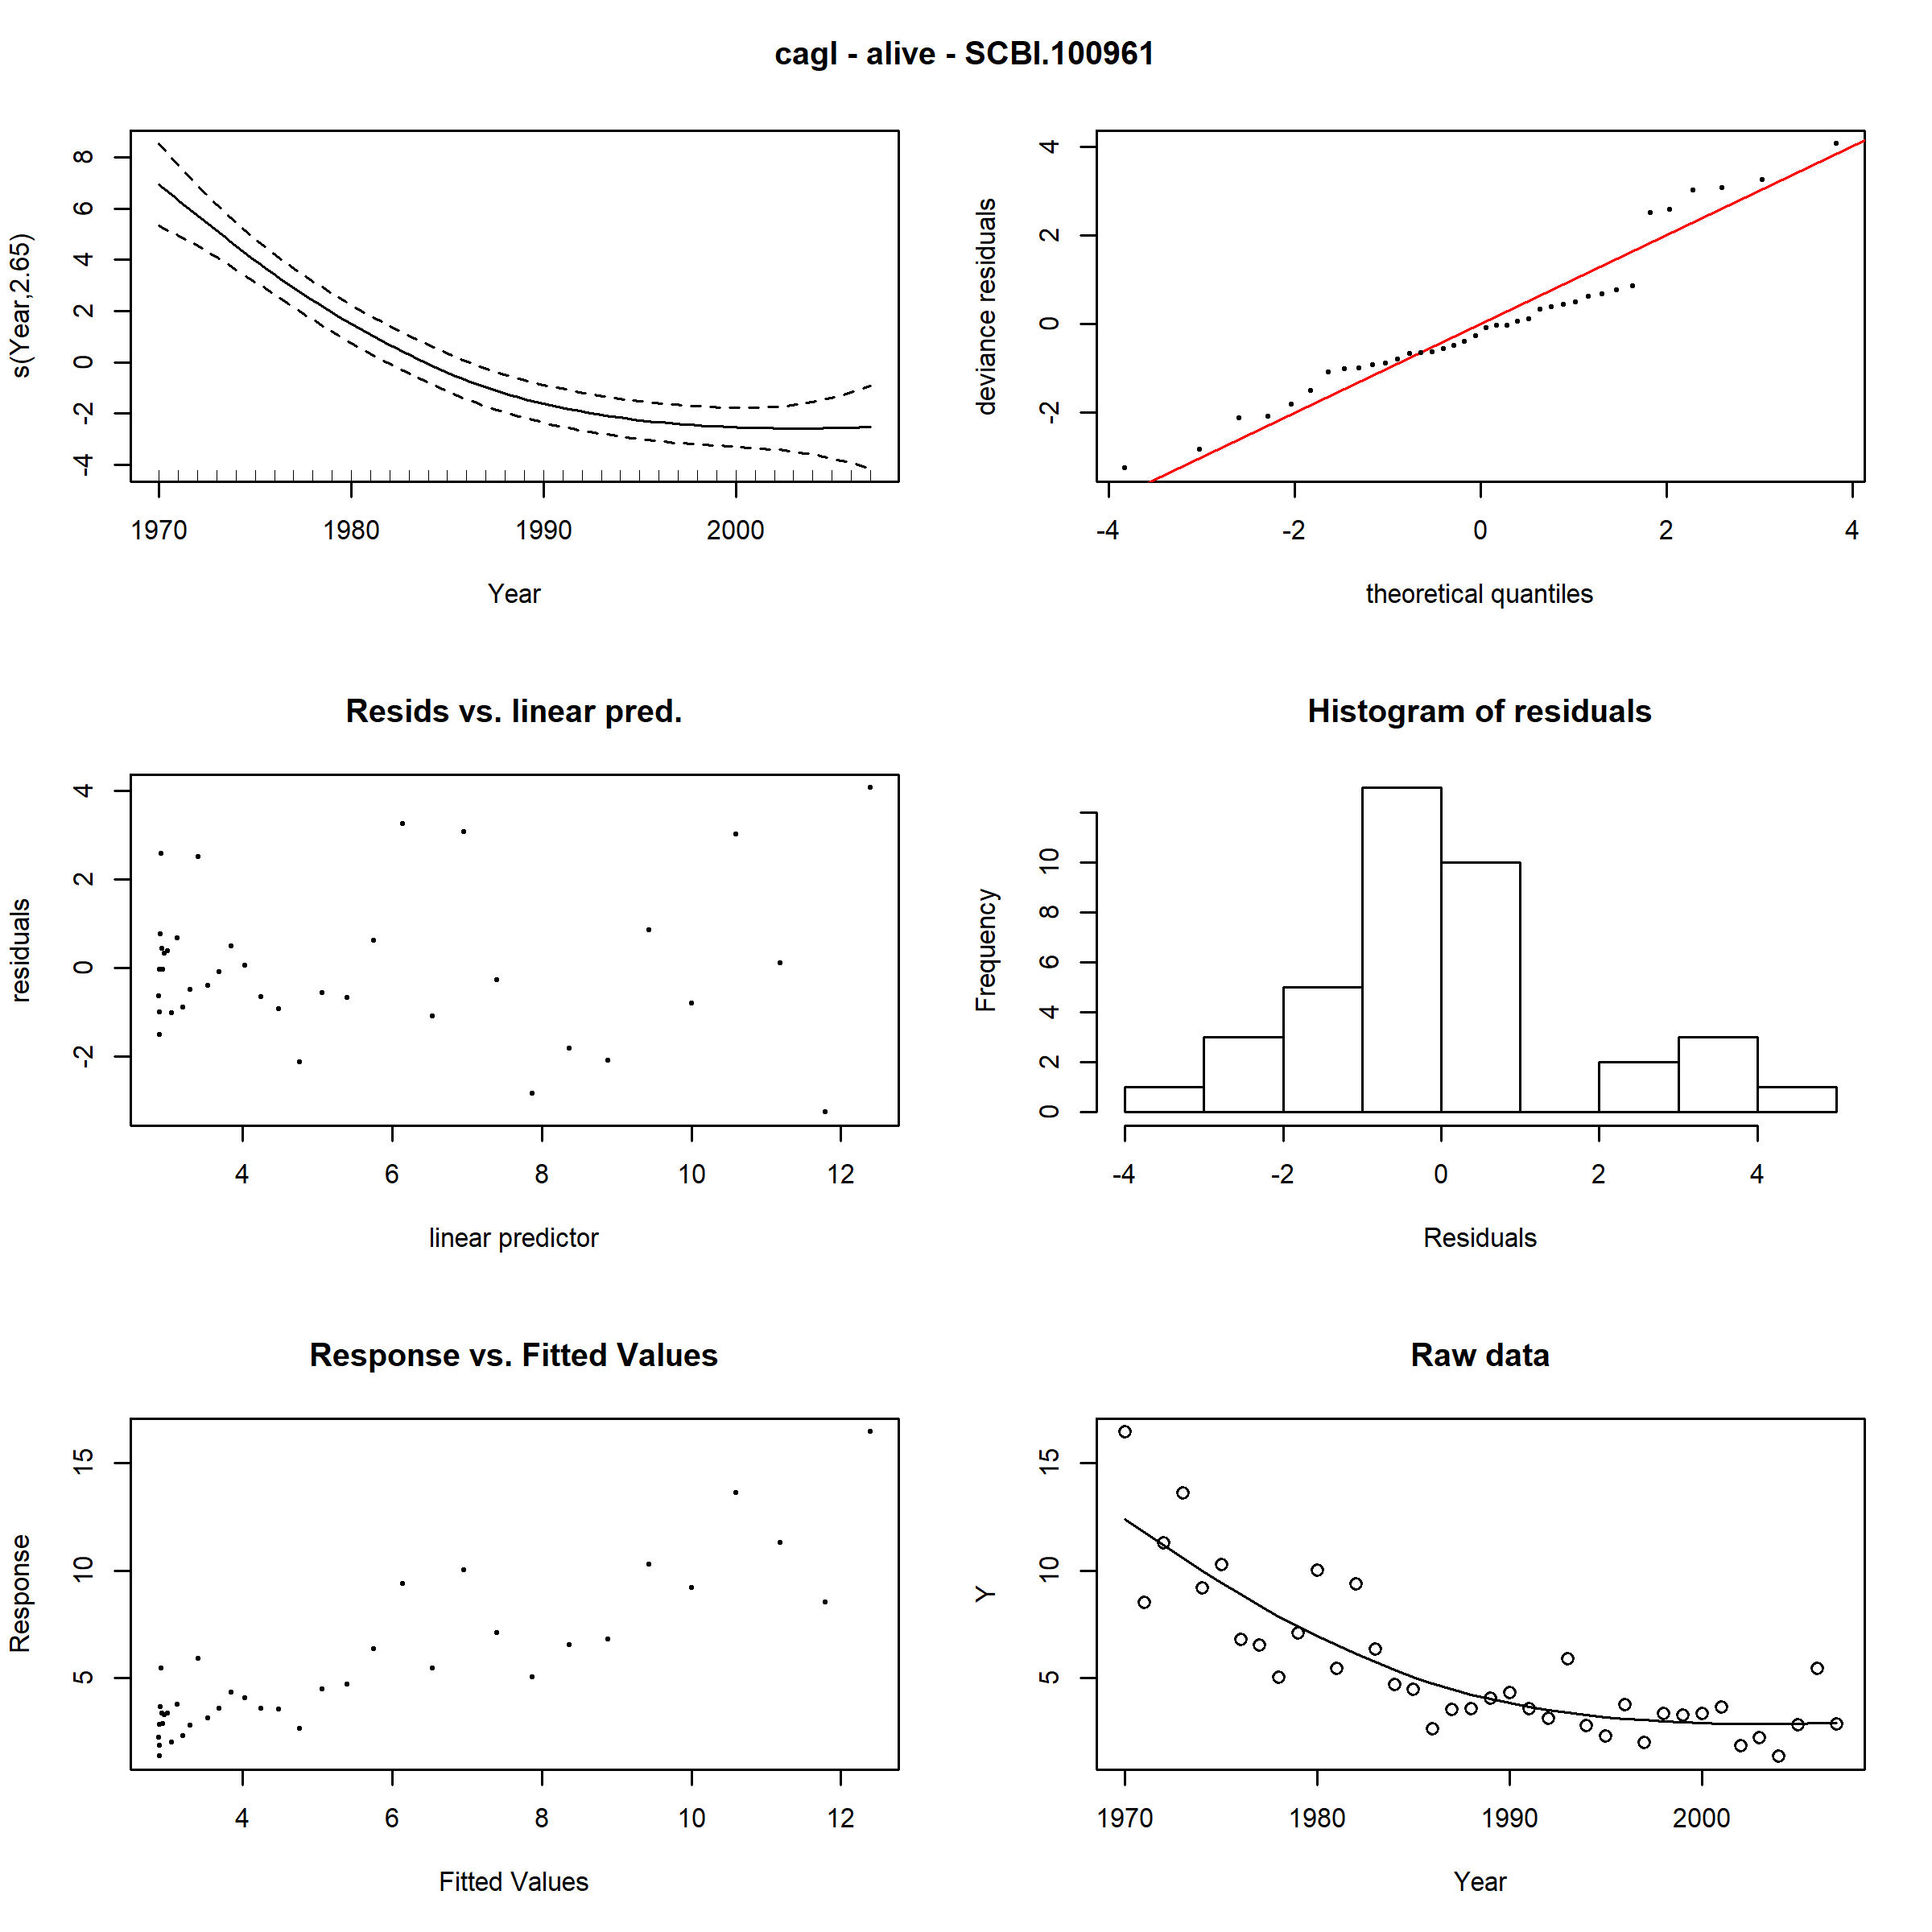 cagl - alive - SCBI.100961
8
6
4
2
0
-2
-4
s(Year,2.65)
1970 1980 1990 2000
Year
4
2
0
-2
deviance residuals
-4 -2 0 2 4
theoretical quantiles
Resids vs. linear pred.
4
2
0
-2
residuals
4 6 8 10 12
linear predictor
Histogram of residuals
10
8
6
4
2
0
Frequency
-4 -2 0 2 4
Residuals
Response vs. Fitted Values
15
10
5
Response
4 6 8 10 12
Fitted Values
Raw data
15
10
5
Y
1970 1980 1990 2000
Year